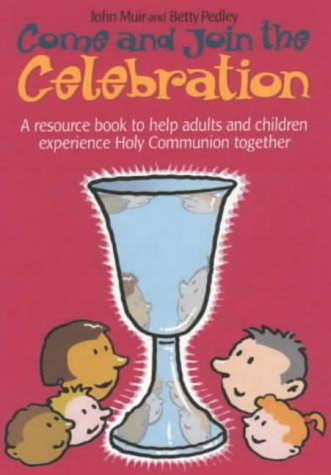 John Muir and Betty Pedley
Come and Join the
Celebration
A resource book to help adults and children
experience Holy Communion together